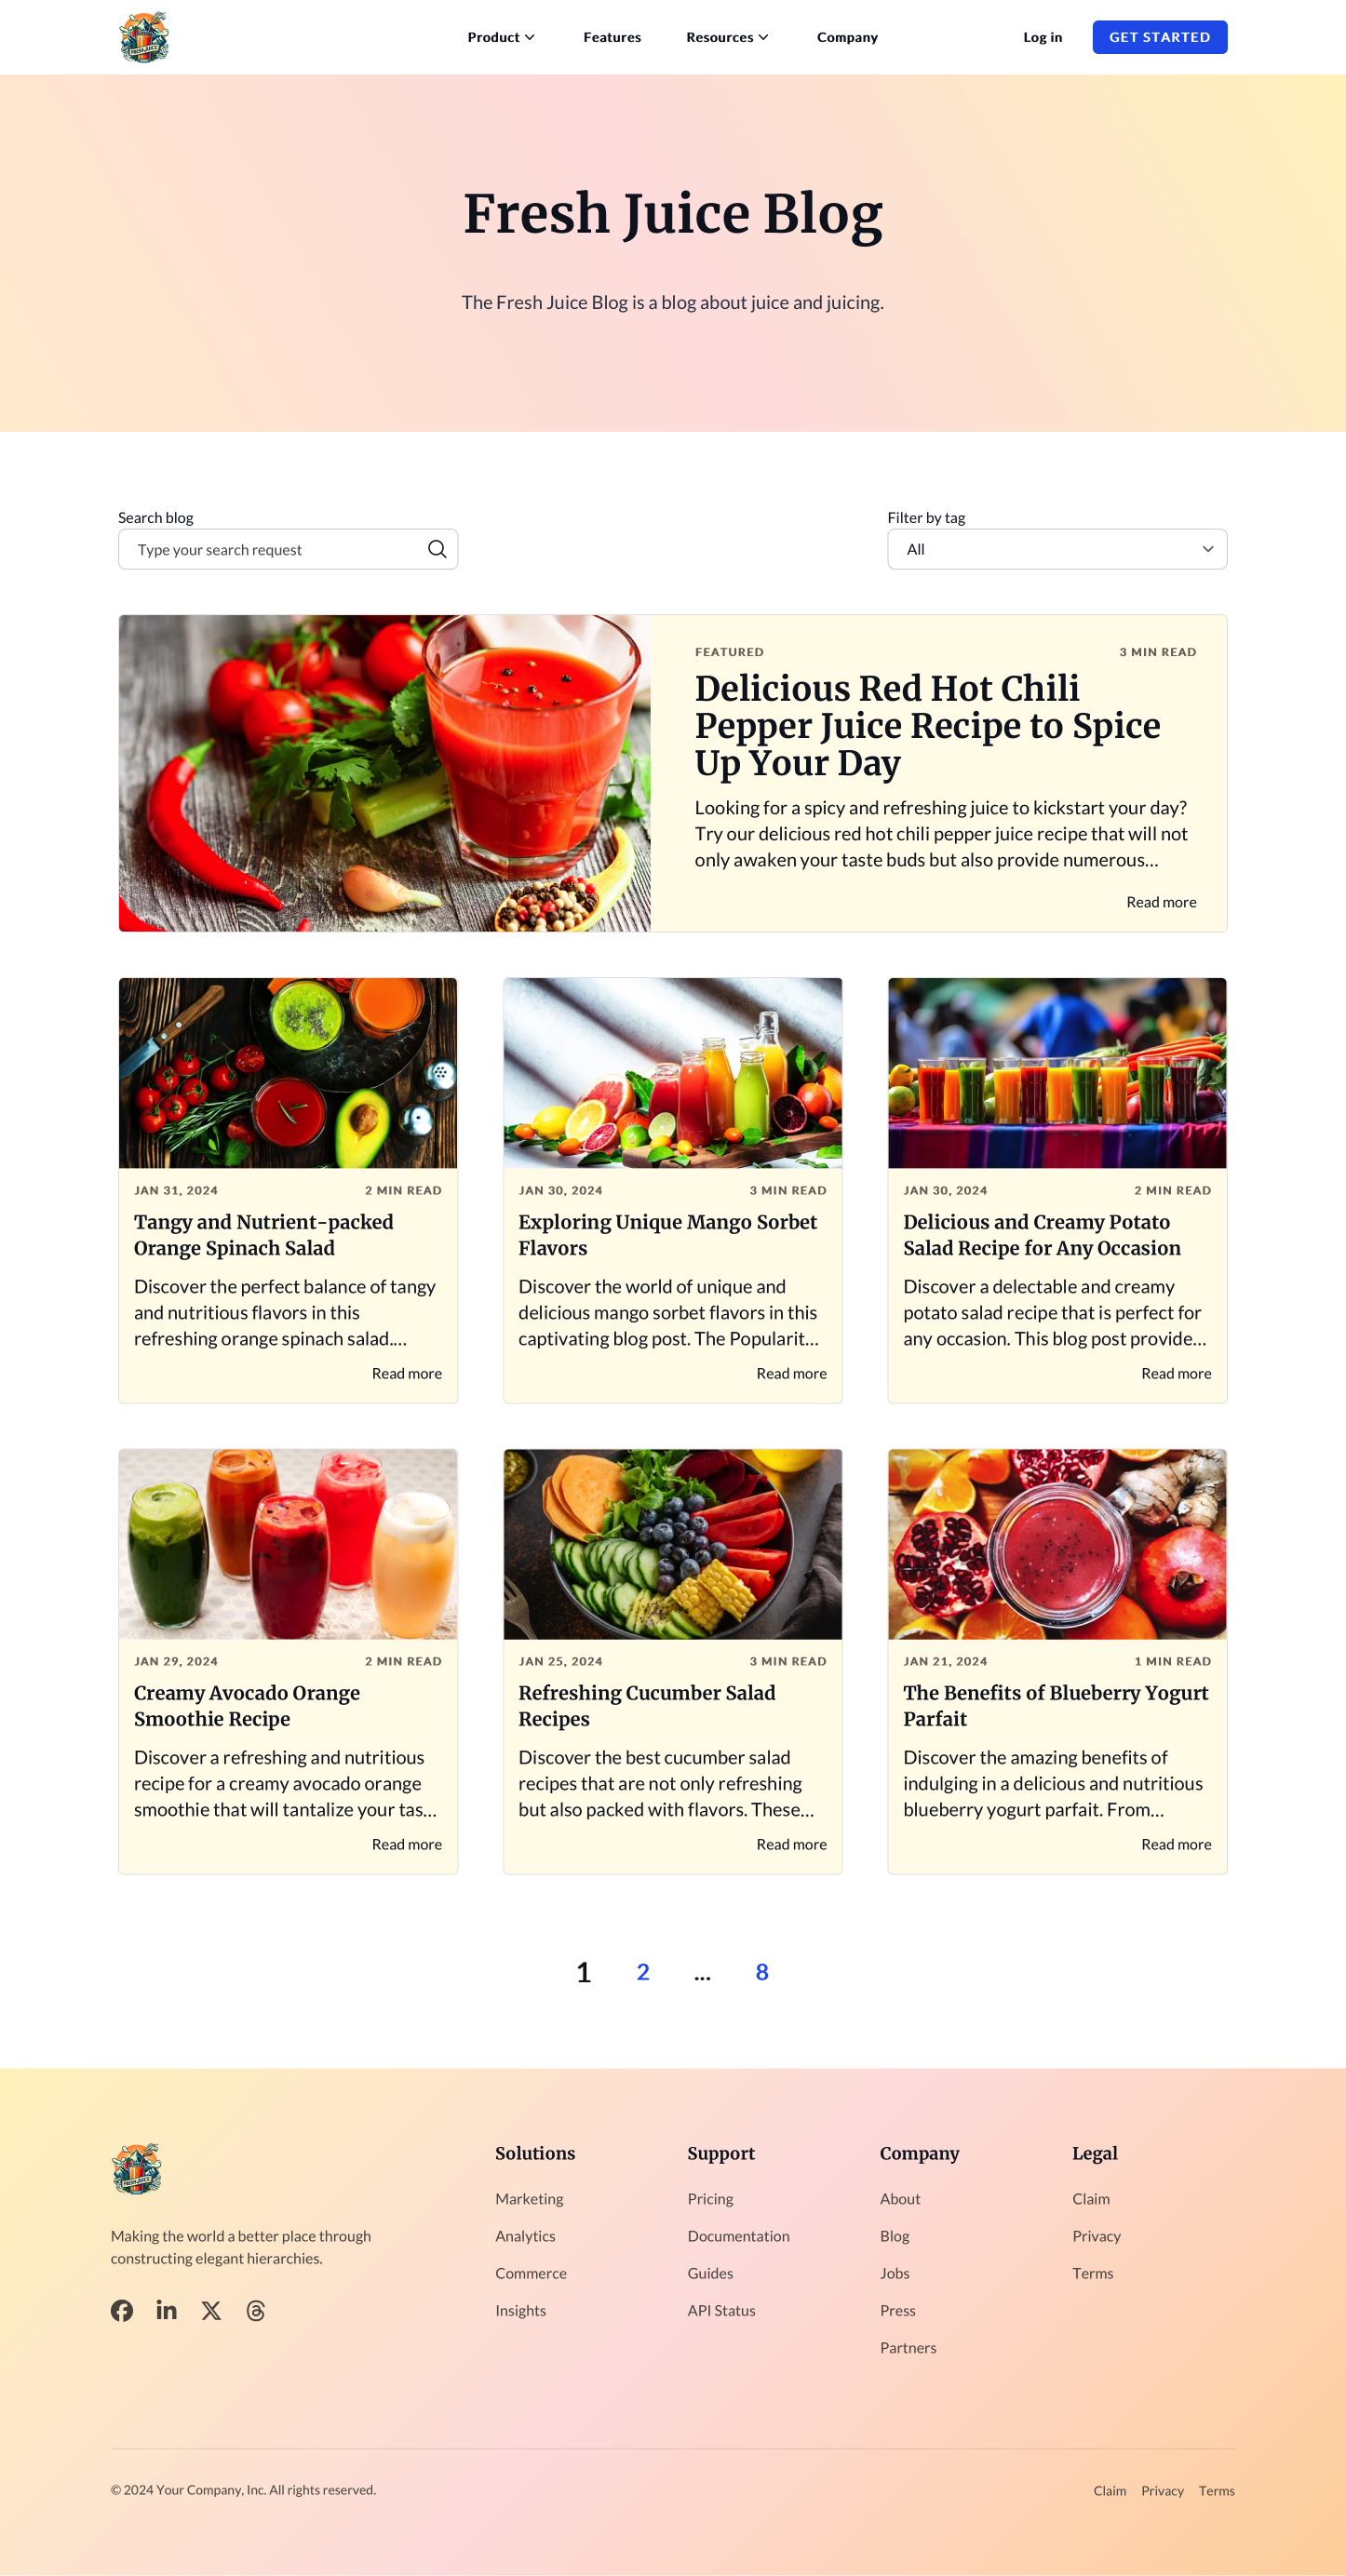 FRESH JUICE
Product
Features
Resources
Company
Log in
GET STARTED
Fresh Juice Blog
The Fresh Juice Blog is a blog about juice and juicing.
Search blog
Type your search request
Filter by tag
All
FEATURED
3 MIN READ
Delicious Red Hot Chili
Pepper Juice Recipe to Spice
Up Your Day
Looking for a spicy and refreshing juice to kickstart your day?
Try our delicious red hot chili pepper juice recipe that will not
only awaken your taste buds but also provide numerous...
Read more
JAN 31, 2024
2 MIN READ
Tangy and Nutrient-packed
Orange Spinach Salad
Discover the perfect balance of tangy
and nutritious flavors in this
refreshing orange spinach salad....
Read more
JAN 30, 2024
3 MIN READ
Exploring Unique Mango Sorbet
Flavors
Discover the world of unique and
delicious mango sorbet flavors in this
captivating blog post. The Popularit...
Read more
JAN 30, 2024
2 MIN READ
Delicious and Creamy Potato
Salad Recipe for Any Occasion
Discover a delectable and creamy
potato salad recipe that is perfect for
any occasion. This blog post provide...
Read more
JAN 29, 2024
2 MIN READ
Creamy Avocado Orange
Smoothie Recipe
Discover a refreshing and nutritious
recipe for a creamy avocado orange
smoothie that will tantalize your tas...
Read more
JAN 25, 2024
3 MIN READ
Refreshing Cucumber Salad
Recipes
Discover the best cucumber salad
recipes that are not only refreshing
but also packed with flavors. These...
Read more
JAN 21, 2024
1 MIN READ
The Benefits of Blueberry Yogurt
Parfait
Discover the amazing benefits of
indulging in a delicious and nutritious
blueberry yogurt parfait. From...
Read more
1 2 ... 8
FRESH JUICE
Making the world a better place through
constructing elegant hierarchies.
Solutions
Marketing
Analytics
Commerce
Insights
Support
Pricing
Documentation
Guides
API Status
Company
About
Blog
Jobs
Press
Partners
Legal
Claim
Privacy
Terms
© 2024 Your Company, Inc. All rights reserved.
Claim
Privacy
Terms